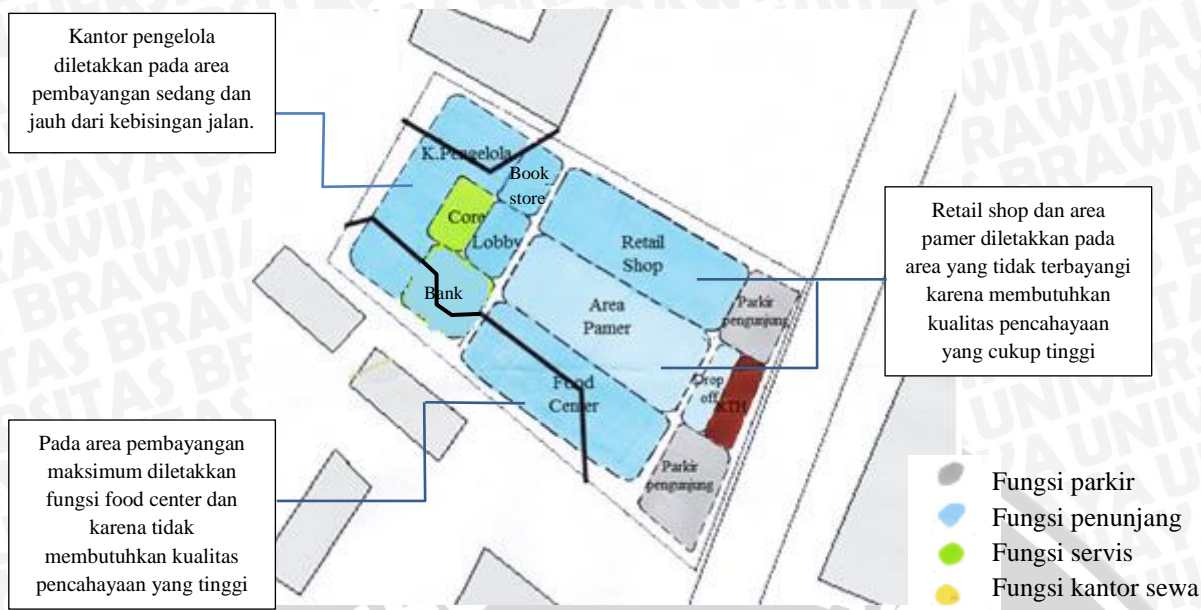 Kantor pengelola
diletakkan pada area
pembayangan sedang dan
jauh dari kebisingan jalan.
K.Pengelola
Book
store
Core
Lobby
Bank
Retail
Shop
Area
Pamer
Food
Center
Parkir
pengunjung
Drop
off
RTH
Parkir
pengunjung
Retail shop dan area
pamer diletakkan pada
area yang tidak terbayangi
karena membutuhkan
kualitas pencahayaan
yang cukup tinggi
Pada area pembayangan
maksimum diletakkan
fungsi food center dan
karena tidak
membutuhkan kualitas
pencahayaan yang tinggi
Fungsi parkir
Fungsi penunjang
Fungsi servis
Fungsi kantor sewa